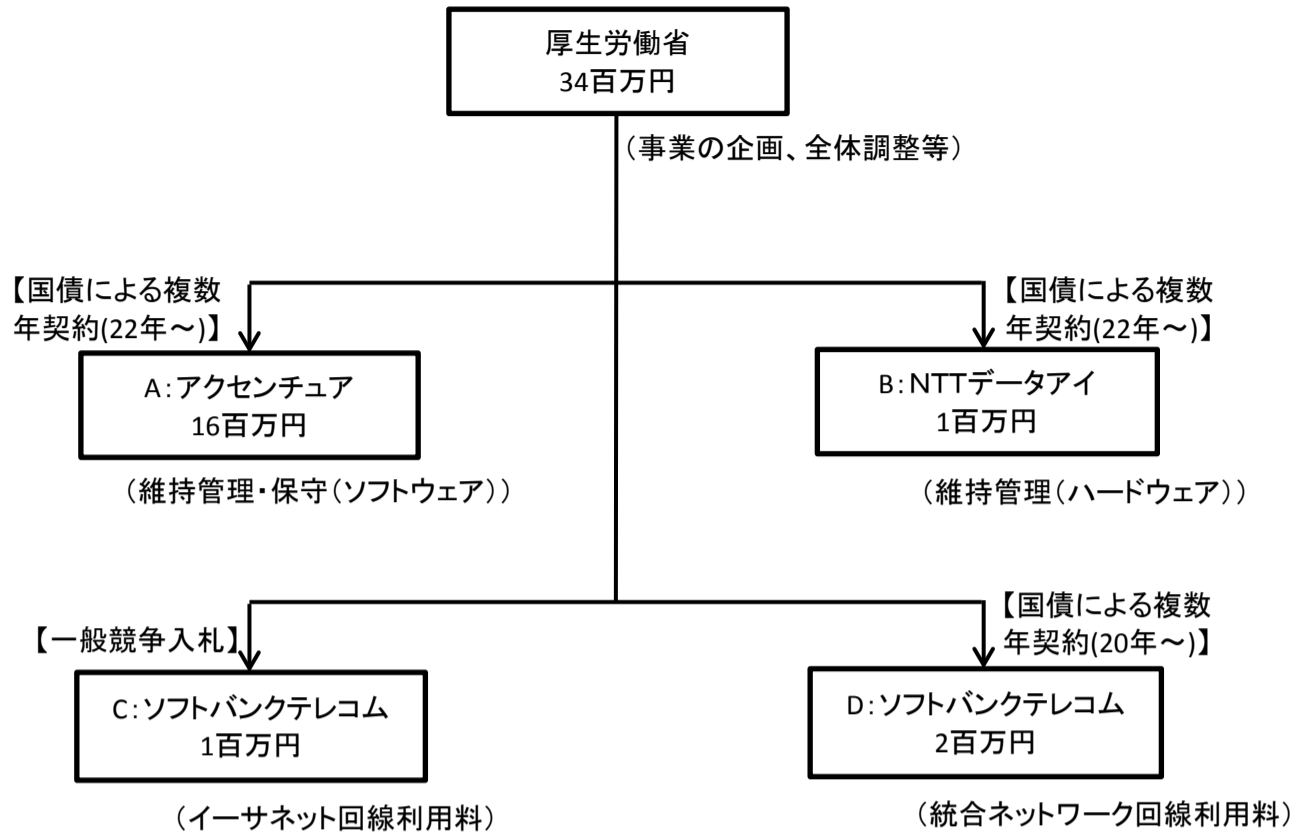 厚生労働省
34百万円
（事業の企画、全体調整等）
【国債による複数
年契約(22年～)】
A：アクセンチュア
16百万円
（維持管理・保守（ソフトウェア））
【国債による複数
年契約(22年～)】
B：ＮＴＴデータアイ
1百万円
（維持管理（ハードウェア））
【一般競争入札】
C：ソフトバンクテレコム
1百万円
（イーサネット回線利用料）
【国債による複数
年契約(20年～)】
D：ソフトバンクテレコム
2百万円
（統合ネットワーク回線利用料）